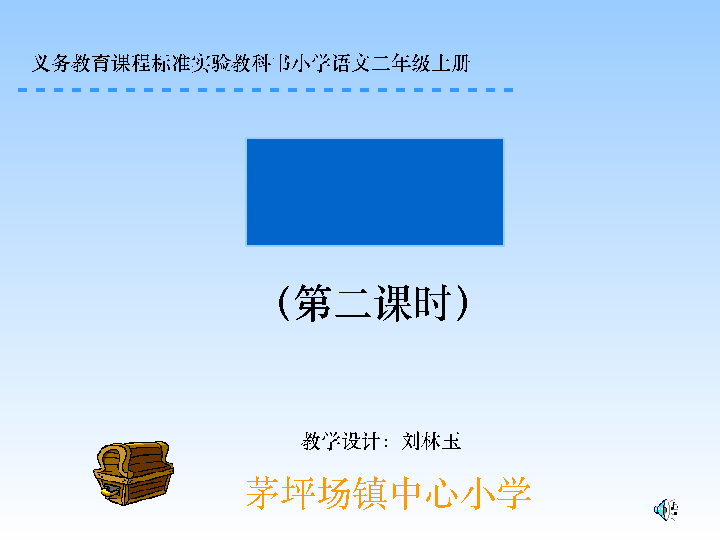 义务教育课程标准实验教科书小学语文二年级上册
（第二课时）
教学设计：刘林玉
茅坪场镇中心小学